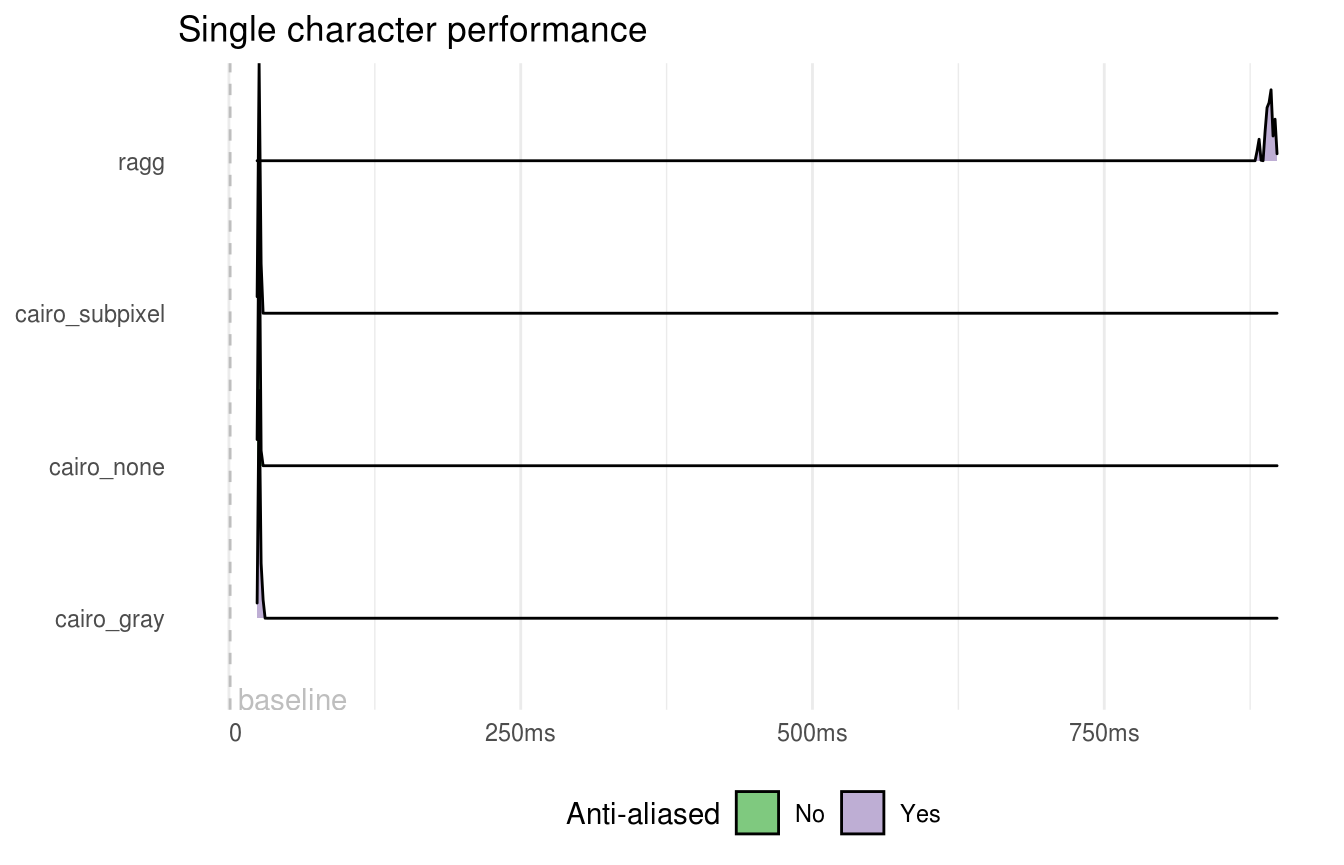 Single character performance
ragg
cairo_subpixel
cairo_none
cairo_gray
baseline
0 250ms 500ms 750ms
Anti-aliased No Yes